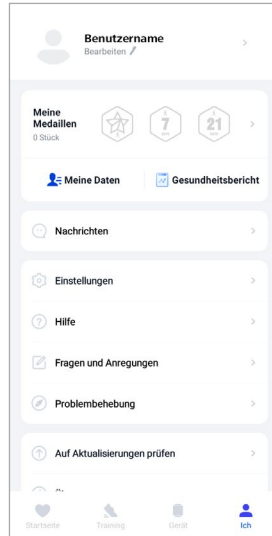 Benutzername
Bearbeiten
Meine
Medaillen
0 Stück
7
21
Meine Daten
Gesundheitsbericht
Nachrichten
Einstellungen
Hilfe
Fragen und Anregungen
Problembehebung
Auf Aktualisierungen prüfen
Startseite
Training
Gerät
Ich